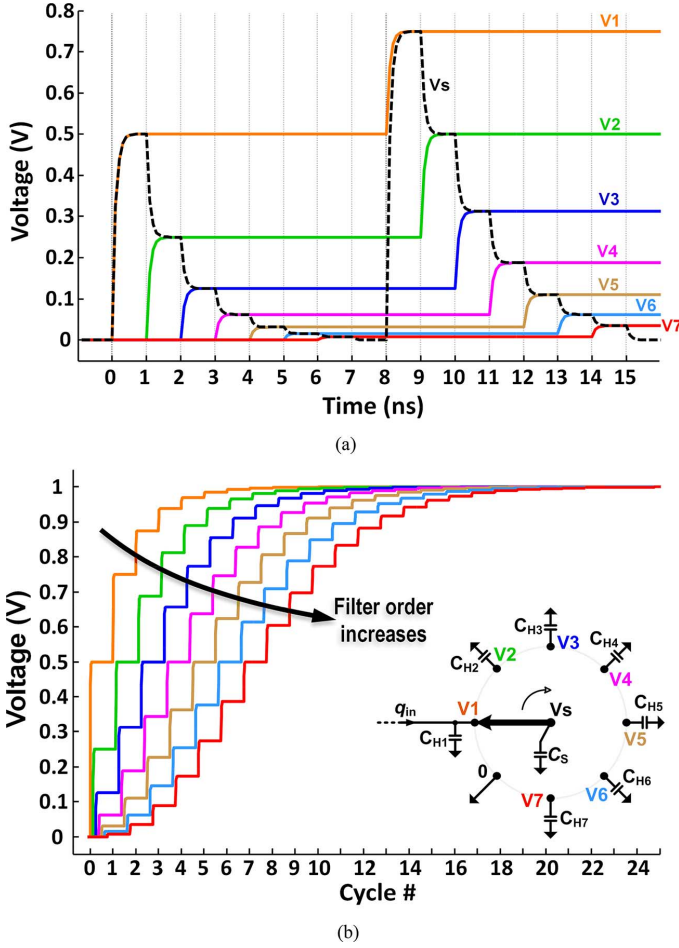 0.8
0.7
0.6
0.5
0.4
0.3
0.2
0.1
0
Voltage (V)
V1
Vs
V2
V3
V4
V5
V6
V7
0 1 2 3 4 5 6 7 8 9 10 11 12 13 14 15
Time (ns)
(a)
1
0.9
0.8
0.7
0.6
0.5
0.4
0.3
0.2
0.1
0
Voltage (V)
Filter order
increases
CH3
CH2
V2
V3
CH4
V4
qin
V1
Vs
CH5
CH1
CS
V5
0
V7
V6
CH6
CH7
0 1 2 3 4 5 6 7 8 9 10 12 14 16 18 20 22 24
Cycle #
(b)